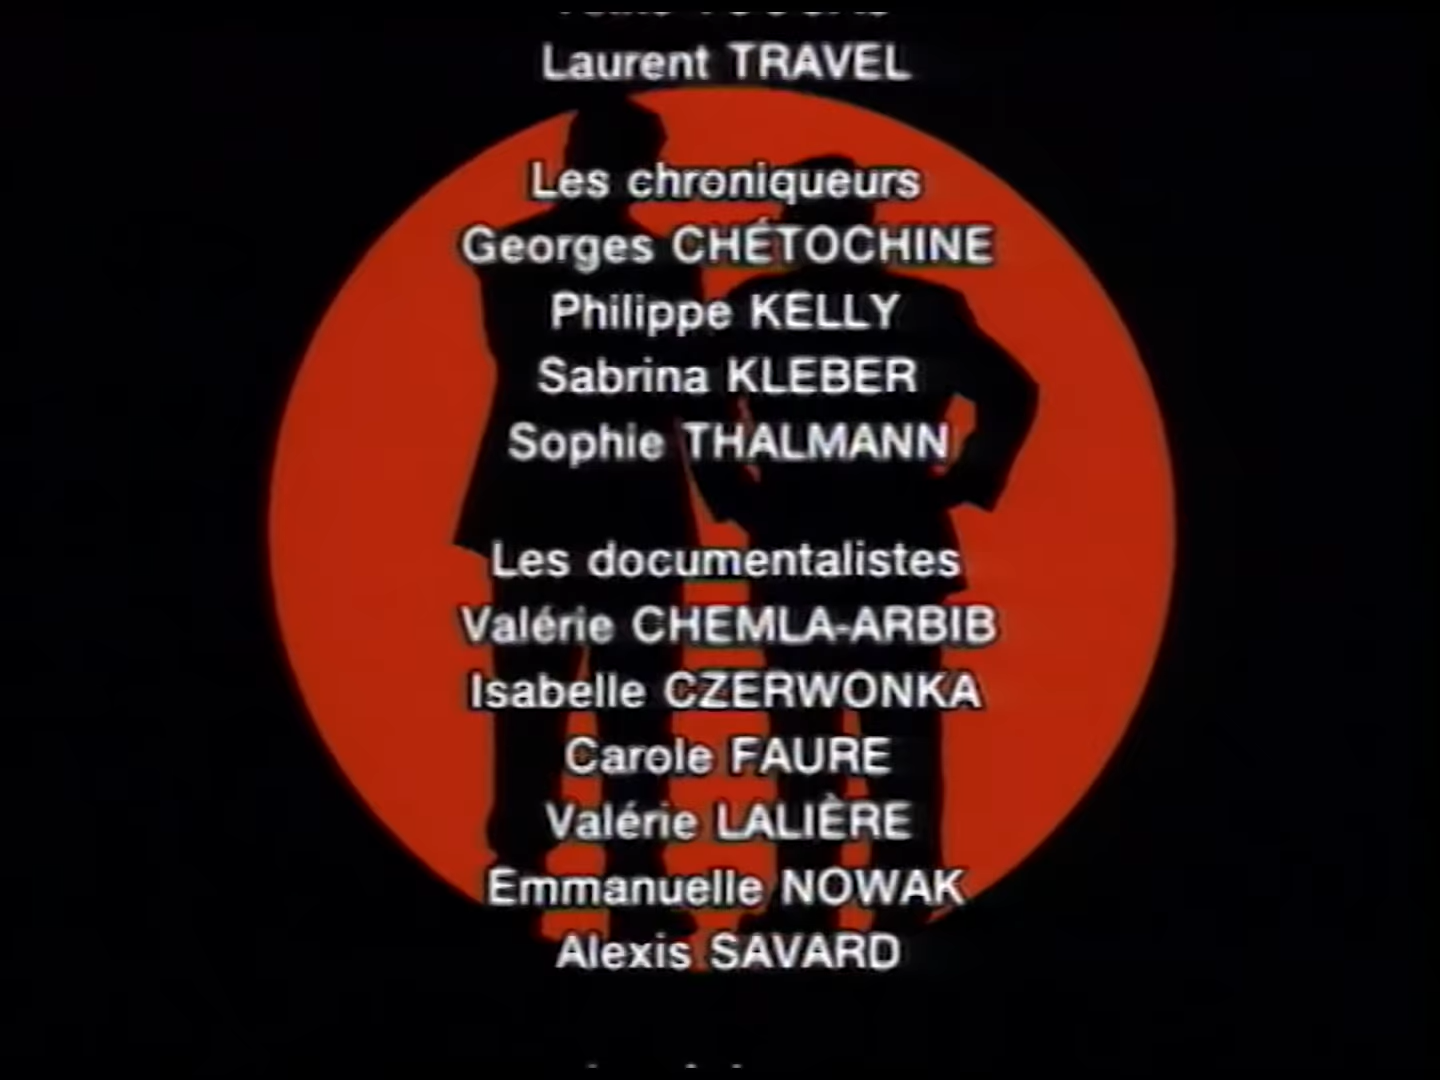 Laurent TRAVEL
Les chroniqueurs
Georges CHÉTOCHINE
Philippe KELLY
Sabrina KLEBER
Sophie THALMANN
Les documentalistes
Valérie CHEMLA-ARBIB
Isabelle CZERWONKA
Carole FAURE
Valérie LALIÈRE
Emmanuelle NOWAK
Alexis SAVARD